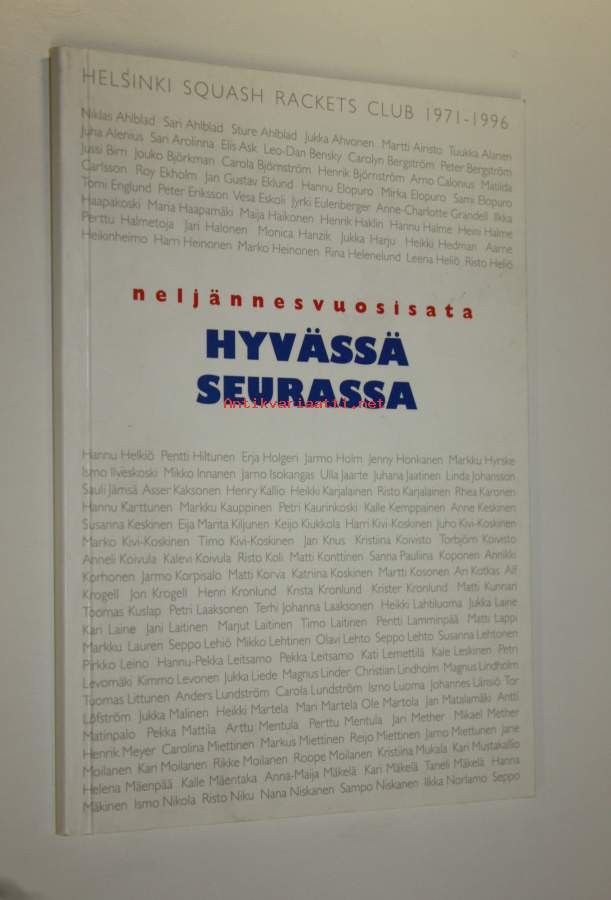 HELSINKI SQUASH RACKETS CLUB 1971-1996
Niklas Ahlblad Sari Ahlblad Sture Ahlblad Jukka Ahvonen Martti Ainsto Tuukka Alanen
Juha Alenius Sari Arolinna Elis Ask Leo-Dan Bensky Carolyn Bergström Peter Bergström
Jussi Birn Jouko Björkman Carola Björnström Henrik Björnström Arno Calonius Matilda
Carlsson Roy Ekholm Jan Gustav Eklund Hannu Elopuro Mirka Elopuro Sami Elopuro
Tomi Englund Peter Eriksson Vesa Eskoli Jyrki Eulenberger Anne-Charlotte Grandell Ilkka
Haapakoski Maria Haapamäki Maija Haikonen Henrik Haklin Hannu Halme Heini Halme
Perttu Halmetoja Jari Halonen Monica Hanzik Jukka Harju Heikki Hedman Aarne
Heikinheimo Harri Heinonen Marko Heinonen Rina Helenelund Leena Heliö Risto Heliö
neljännesvuosisata
HYVÄSSÄ
SEURASSA
Antikvariaatit.net
Hannu Helkiö Pentti Hiltunen Erja Holgen Jarmo Holm Jenny Honkanen Markku Hyrske
Ismo Ilveskoski Mikko Innanen Jarno Isokangas Ulla Jaarte Juhana Jaatinen Linda Johansson
Sauli Jämsä Asser Kaksonen Henry Kallio Heikki Karjalainen Risto Karjalainen Rhea Karonen
Hannu Karttunen Markku Kauppinen Petri Kaurinkoski Kalle Kemppainen Anne Keskinen
Susanna Keskinen Eija Marita Kiljunen Keijo Kiukkola Harri Kivi-Koskinen Juho Kivi-Koskinen
Marko Kivi-Koskinen Timo Kivi-Koskinen Jan Knus Kristiina Koivisto Torbjörn Koivisto
Anneli Koivula Kalevi Koivula Risto Koli Matti Konttinen Sanna Pauliina Koponen Annikki
Korhonen Jarmo Korpisalo Matti Korva Katriina Koskinen Martti Kosonen Ari Kotkas Alf
Krogell Jon Krogell Henri Kronlund Krista Kronlund Krister Kronlund Matti Kunnari
Toomas Kuslap Petri Laaksonen Terhi Johanna Laaksonen Heikki Lahtiluoma Jukka Laine
Kari Laine Jani Laitinen Marjut Laitinen Timo Laitinen Pentti Lamminpää Matti Lappi
Markku Lauren Seppo Lehiö Mikko Lehtinen Olavi Lehto Seppo Lehto Susanna Lehtonen
Pirkko Leino Hannu-Pekka Leitsamo Pekka Leitsamo Kati Lemettilä Kaie Leskinen Petri
Levomäki Kimmo Levonen Jukka Liede Magnus Linder Christian Lindholm Magnus Lindholm
Tuomas Littunen Anders Lundström Carola Lundström Ismo Luoma Johannes Länsiö Tor
Löfström Jukka Malinen Heikki Martela Mari Martela Ole Martola Jari Matalamäki Antti
Matinpalo Pekka Mattila Arttu Mentula Perttu Mentula Jari Mether Mikael Mether
Henrik Meyer Carolina Miettinen Markus Miettinen Reijo Miettinen Jarno Miettunen Jane
Moilanen Kari Moilanen Rikke Moilanen Roope Moilanen Kristiina Mukala Kari Mustakallio
Helena Mäenpää Kalle Mäentaka Anna-Maija Mäkelä Kari Mäkelä Taneli Mäkelä Hanna
Mäkinen Ismo Nikola Risto Niku Nana Niskanen Sampo Niskanen Ilkka Norlamo Seppo